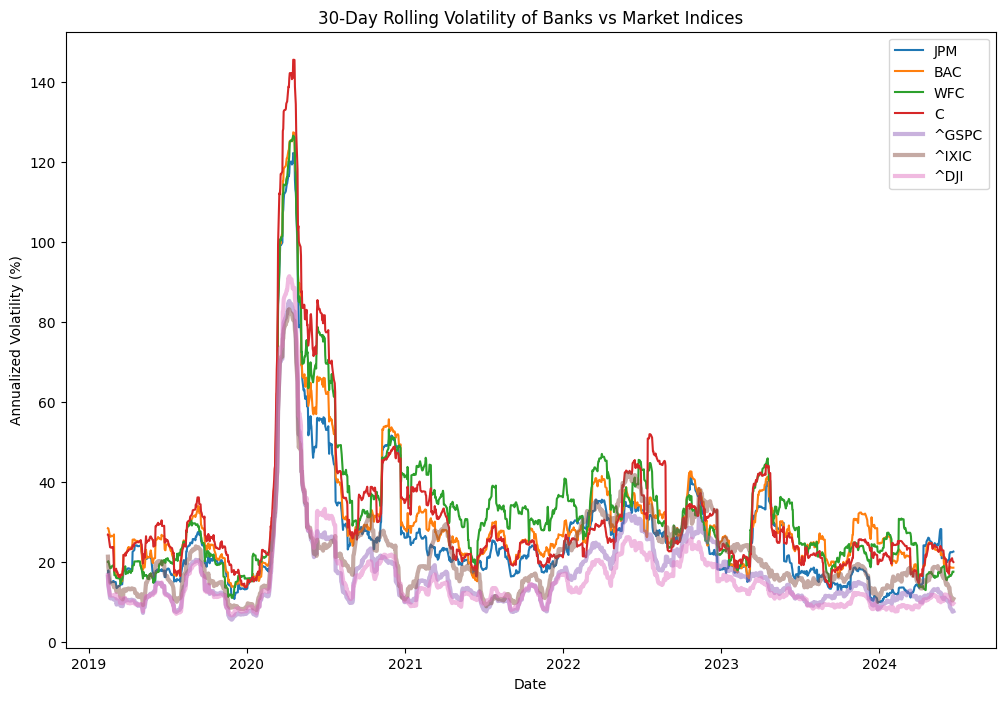 30-Day Rolling Volatility of Banks vs Market Indices
JPM
BAC
WFC
C
^GSPC
^IXIC
^DJI
Annualized Volatility (%)
140
120
100
80
60
40
20
0
2019
2020
2021
2022
2023
2024
Date